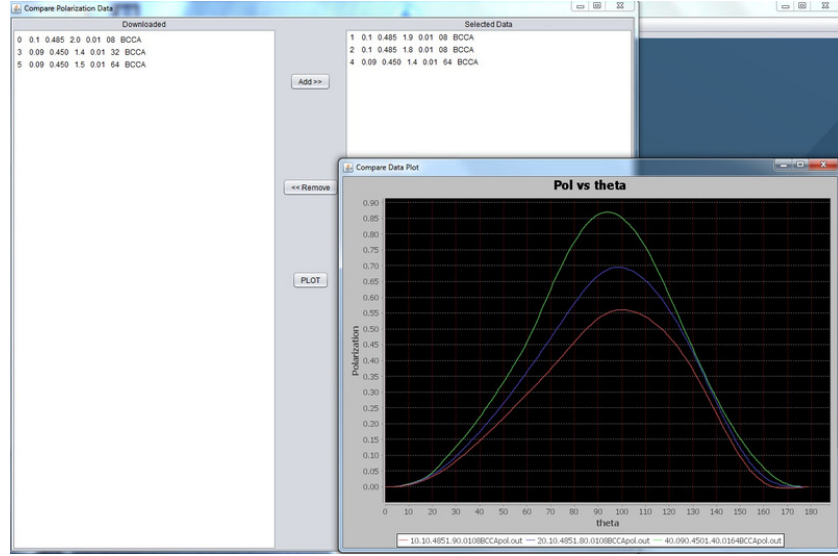 Compare Polarization Data
Downloaded
0 0.1 0.485 2.0 0.01 08 BCCA
3 0.09 0.450 1.4 0.01 32 BCCA
5 0.09 0.450 1.5 0.01 64 BCCA
Add >>
<< Remove
PLOT
Selected Data
1 0.1 0.485 1.9 0.01 08 BCCA
2 0.1 0.485 1.8 0.01 08 BCCA
4 0.09 0.450 1.4 0.01 64 BCCA
Compare Data Plot
Pol vs theta
Polarization
0.90
0.85
0.80
0.75
0.70
0.65
0.60
0.55
0.50
0.45
0.40
0.35
0.30
0.25
0.20
0.15
0.10
0.05
0.00
0 10 20 30 40 50 60 70 80 90 100 110 120 130 140 150 160 170 180
theta
10.10.4851.90.0108BCCApol.out 20.10.4851.80.0108BCCApol.out 40.090.4501.40.0164BCCApol.out